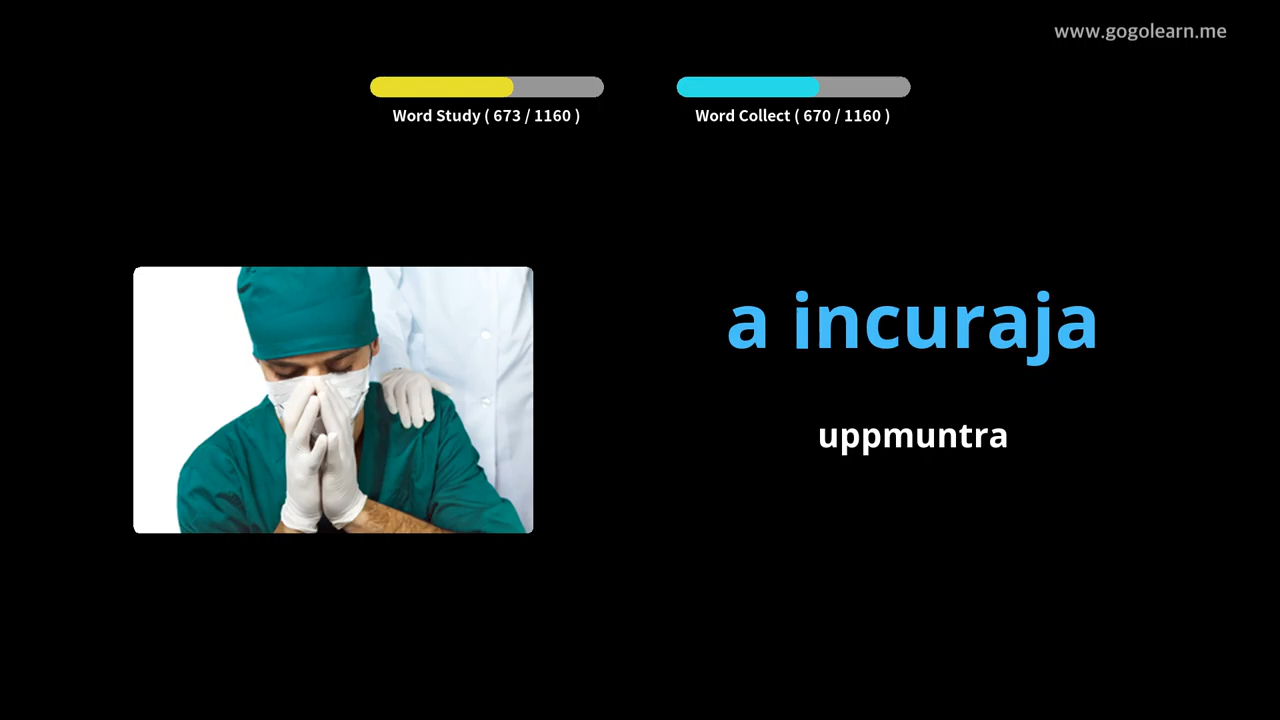 www.gogolearn.me
Word Study ( 673 / 1160 )
Word Collect ( 670 / 1160 )
a incuraja
uppmuntra